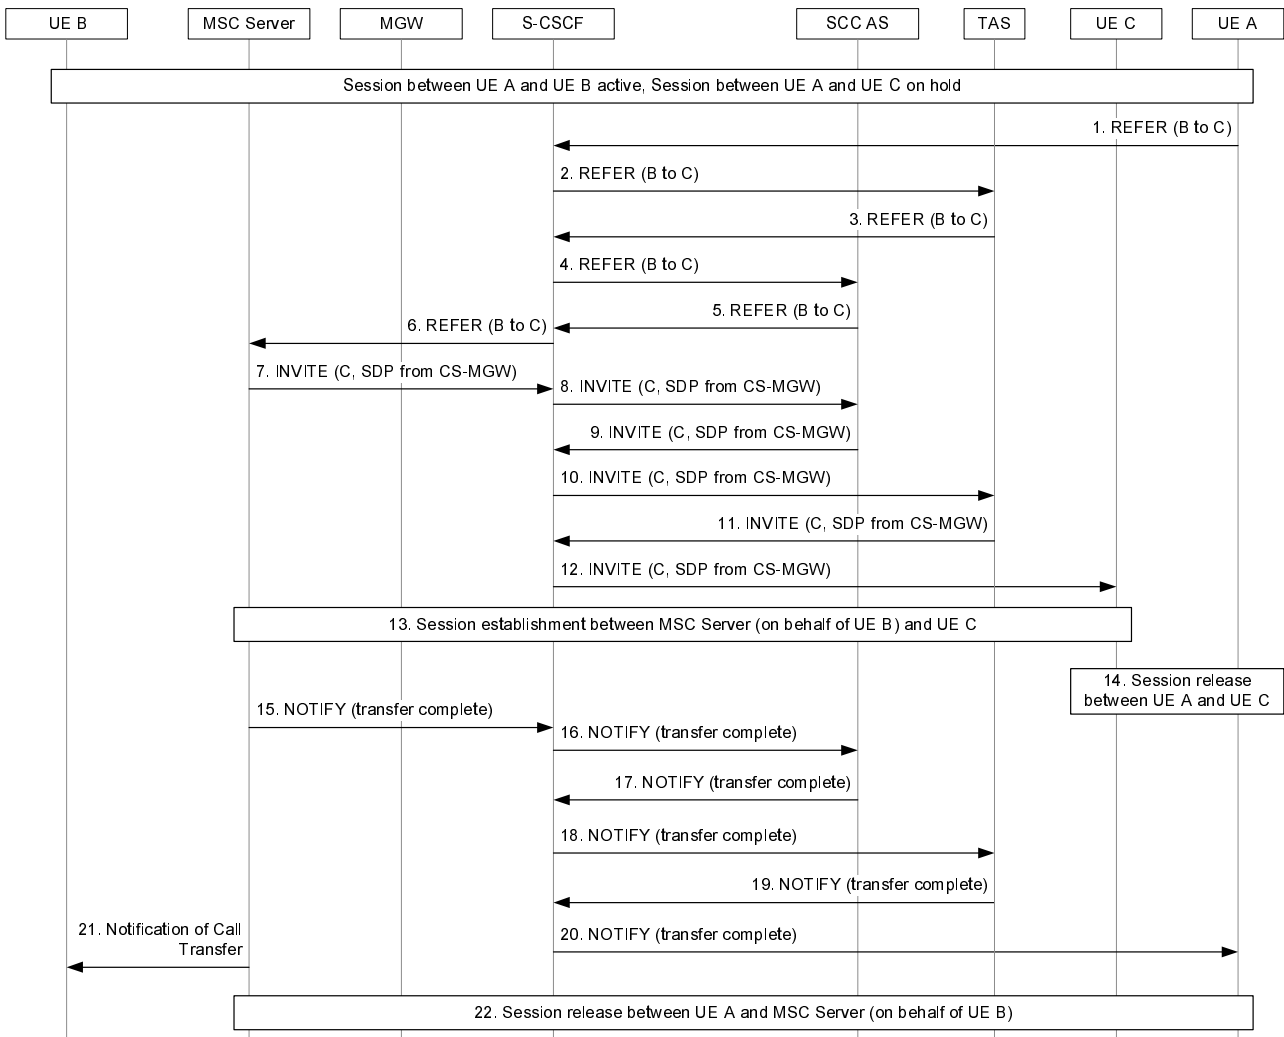 UE B
MSC Server
MGW
S-CSCF
SCC AS
TAS
UE C
UE A
Session between UE A and UE B active, Session between UE A and UE C on hold
1. REFER (B to C)
2. REFER (B to C)
3. REFER (B to C)
4. REFER (B to C)
5. REFER (B to C)
6. REFER (B to C)
7. INVITE (C, SDP from CS-MGW)
8. INVITE (C, SDP from CS-MGW)
9. INVITE (C, SDP from CS-MGW)
10. INVITE (C, SDP from CS-MGW)
11. INVITE (C, SDP from CS-MGW)
12. INVITE (C, SDP from CS-MGW)
13. Session establishment between MSC Server (on behalf of UE B) and UE C
14. Session release
between UE A and UE C
15. NOTIFY (transfer complete)
16. NOTIFY (transfer complete)
17. NOTIFY (transfer complete)
18. NOTIFY (transfer complete)
19. NOTIFY (transfer complete)
20. NOTIFY (transfer complete)
21. Notification of Call
Transfer
22. Session release between UE A and MSC Server (on behalf of UE B)